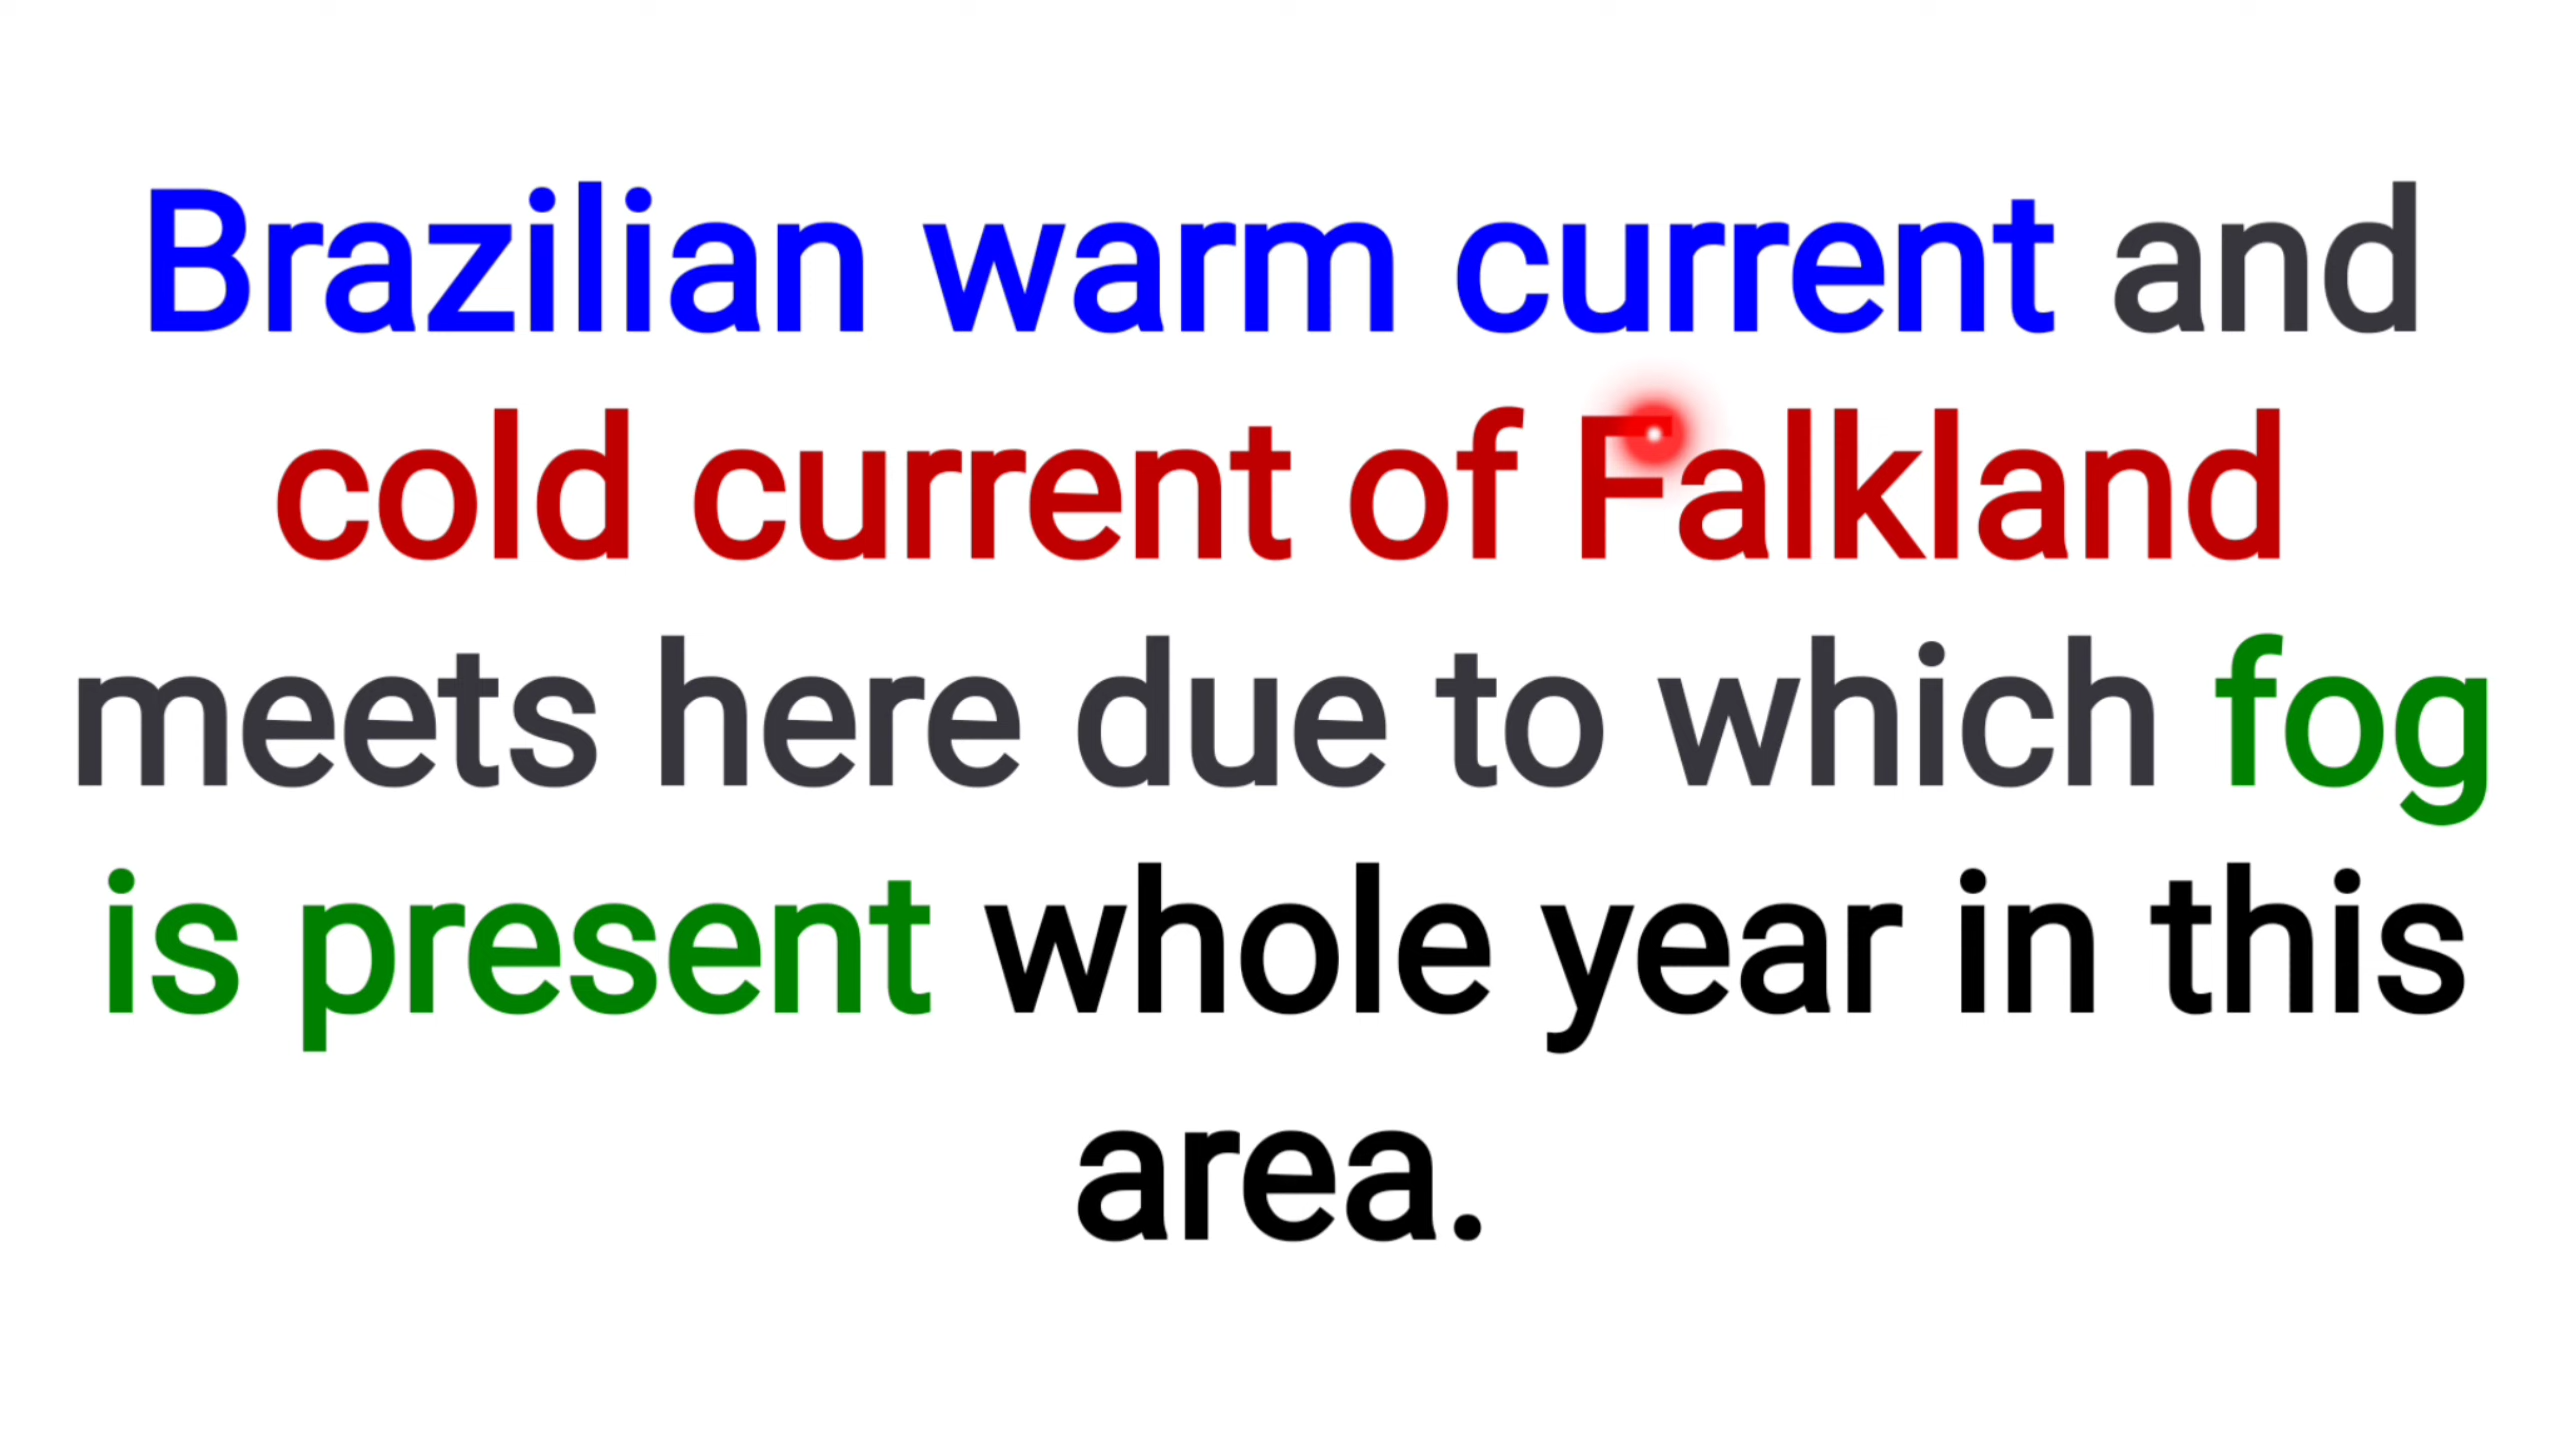 Brazilian warm current and
cold current of Falkland
meets here due to which fog
is present whole year in this
area.